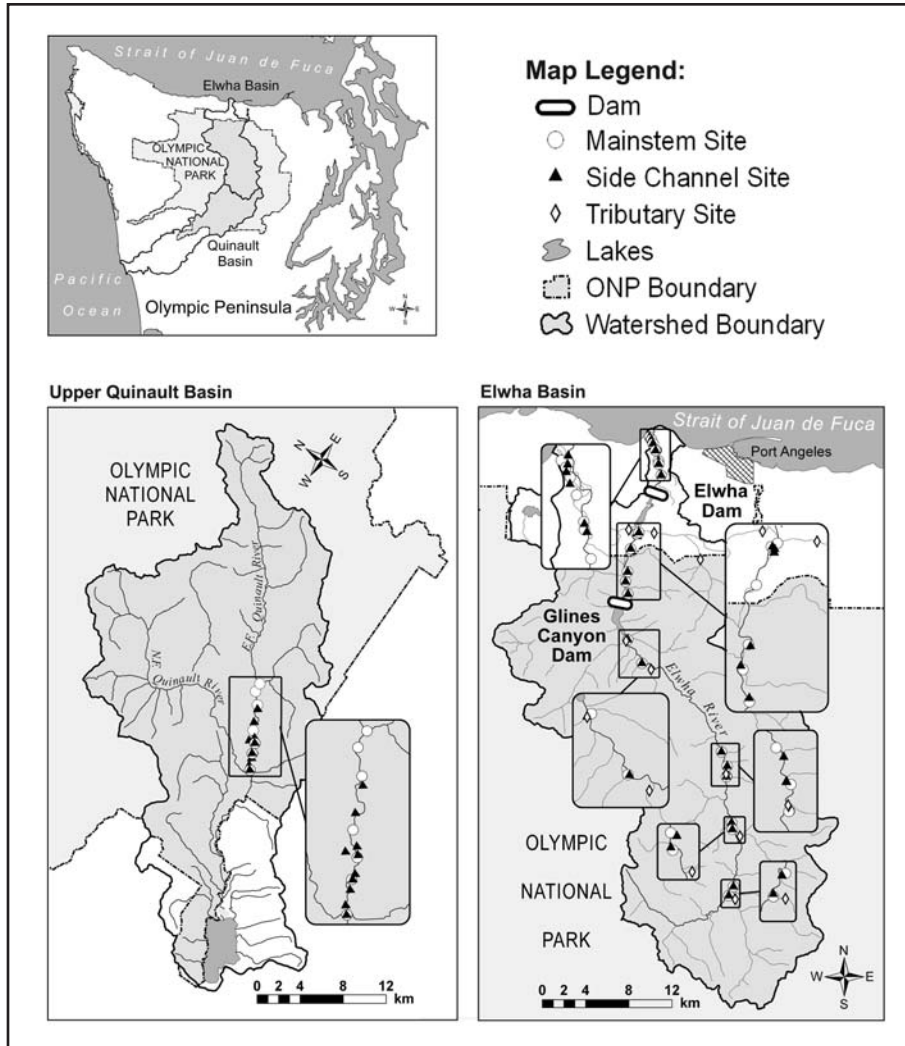 Strait of Juan de Fuca
Elwha Basin
OLYMPIC
NATIONAL
PARK
Quinault
Basin
Pacific
Ocean
Olympic Peninsula
N
W
E
S
Map Legend:
Dam
Mainstem Site
Side Channel Site
Tributary Site
Lakes
ONP Boundary
Watershed Boundary
Upper Quinault Basin
OLYMPIC
NATIONAL
PARK
N
E
W
S
EF Quinault River
NF Quinault River
0 2 4 8 12
km
Elwha Basin
Strait of Juan de Fuca
Port Angeles
Elwha
Dam
Glines
Canyon
Dam
Elwha River
OLYMPIC
NATIONAL
PARK
N
W
E
S
0 2 4 8 12
km